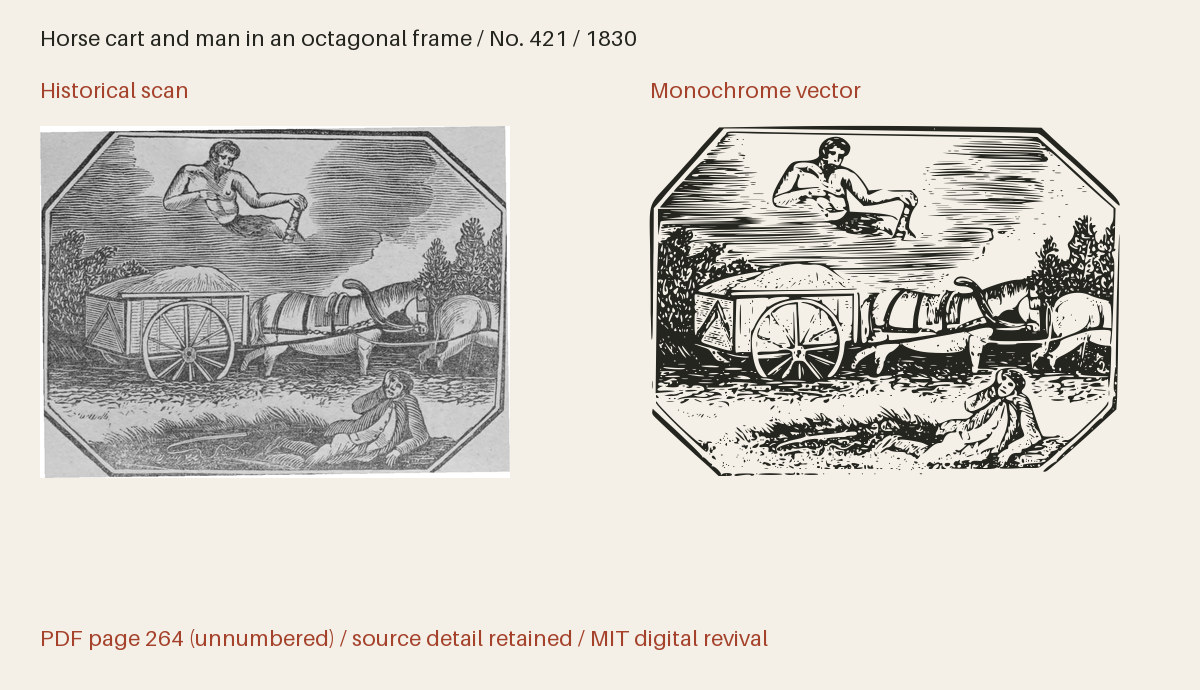 Horse cart and man in an octagonal frame / No. 421 / 1830
Historical scan
Monochrome vector
PDF page 264 (unnumbered) / source detail retained / MIT digital revival